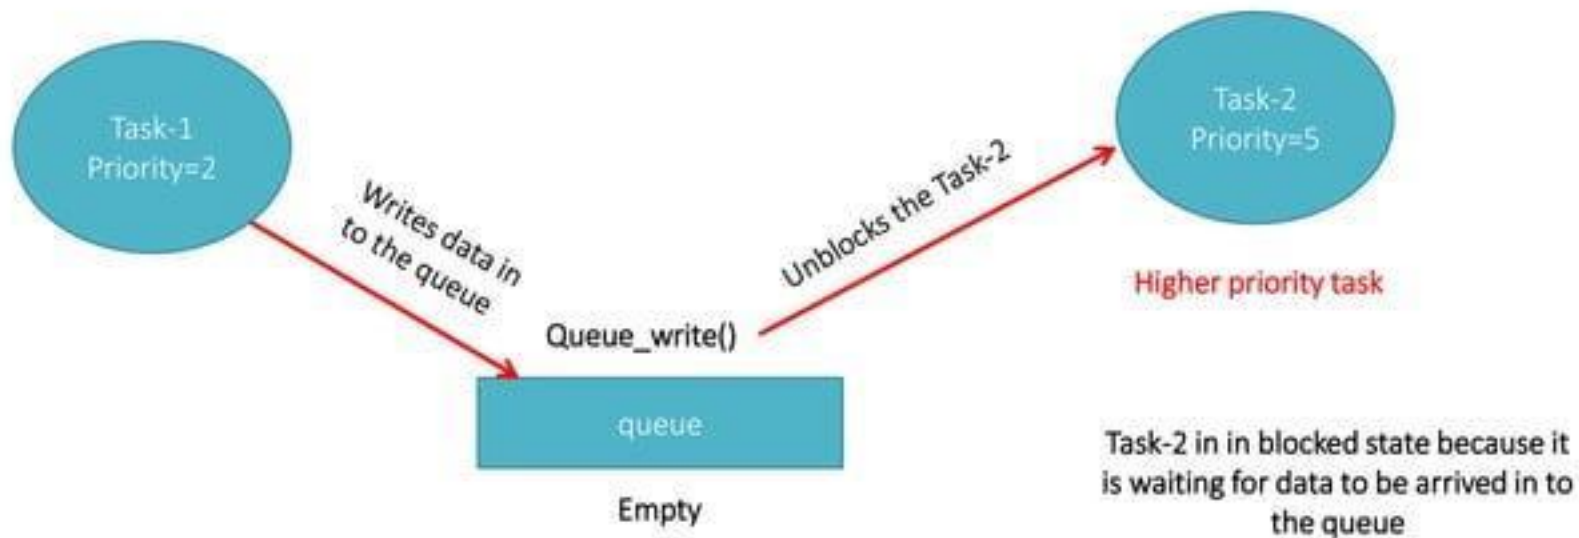 Task-1
Priority=2
Writes data in
to the queue
Queue_write()
queue
Empty
Unblocks the Task-2
Task-2
Priority=5
Higher priority task
Task-2 in in blocked state because it
is waiting for data to be arrived in to
the queue